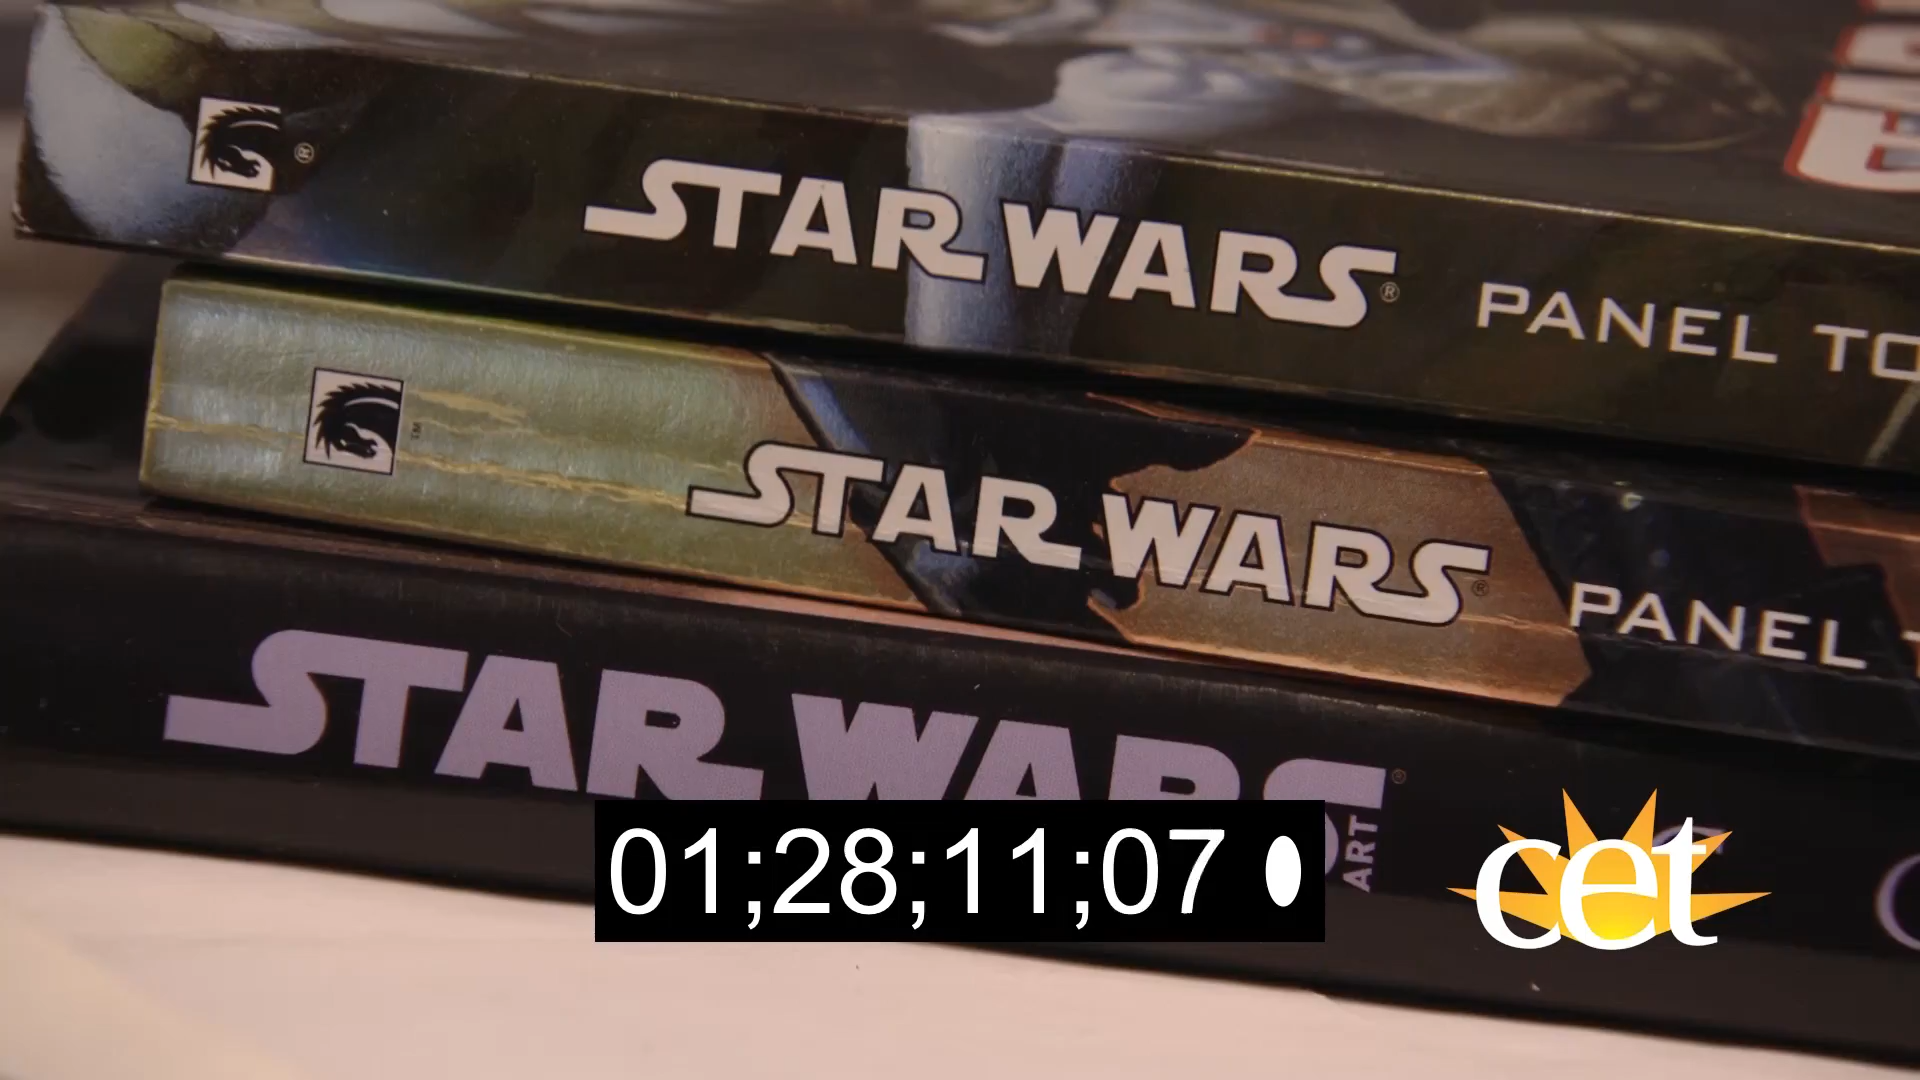 STAR WARS® PANEL TO
STAR WARS® PANEL T
STAR WARS® ART
01;28;11;07
cet